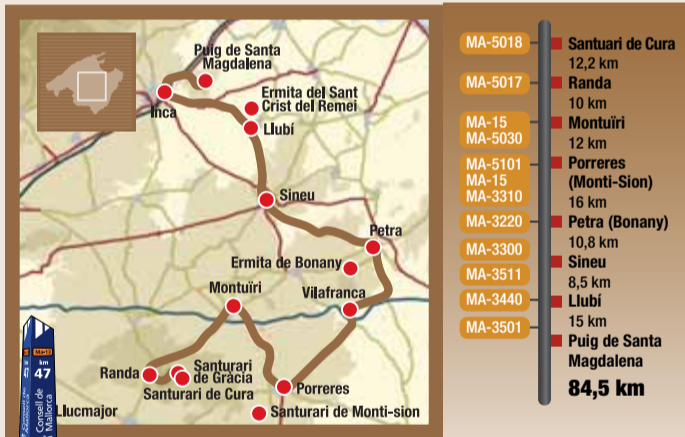 Puig de Santa
Magdalena
Inca
Ermita del Sant
Crist del Remei
Llubí
Sineu
Petra
Ermita de Bonany
Vilafranca
Montuïri
Randa
Santurari
de Gràcia
Santurari de Cura
Porreres
Llucmajor
Santurari de Monti-sion
km
47
Consell de
Mallorca
MA-5018
MA-5017
MA-15
MA-5030
MA-5101
MA-15
MA-3310
MA-3220
MA-3300
MA-3511
MA-3440
MA-3501
Santuari de Cura
12,2 km
Randa
10 km
Montuïri
12 km
Porreres
(Monti-Sion)
16 km
Petra (Bonany)
10,8 km
Sineu
8,5 km
Llubí
15 km
Puig de Santa
Magdalena
84,5 km